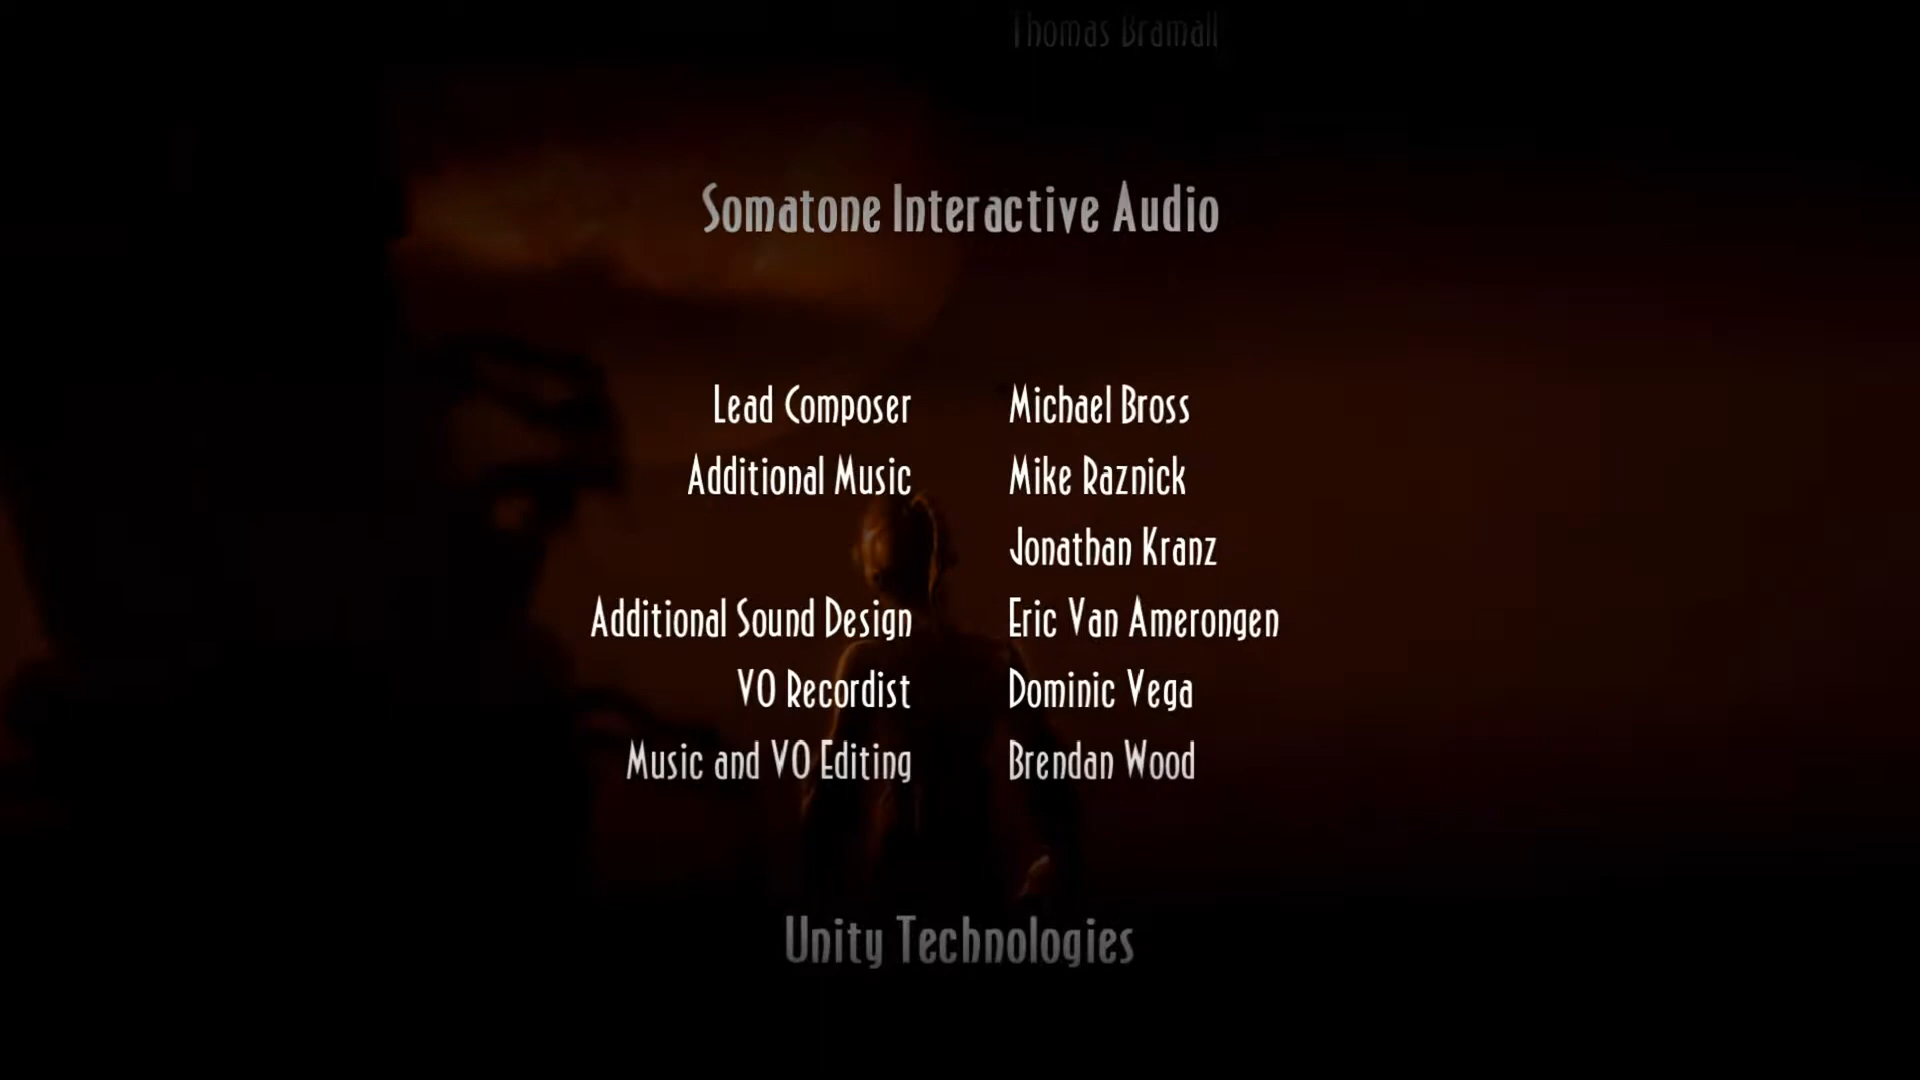 Thomas Bramall
Somatone Interactive Audio
Lead Composer Michael Bross
Additional Music Mike Raznick
Jonathan Kranz
Additional Sound Design Eric Van Amerongen
VO Recordist Dominic Vega
Music and VO Editing Brendan Wood
Unity Technologies